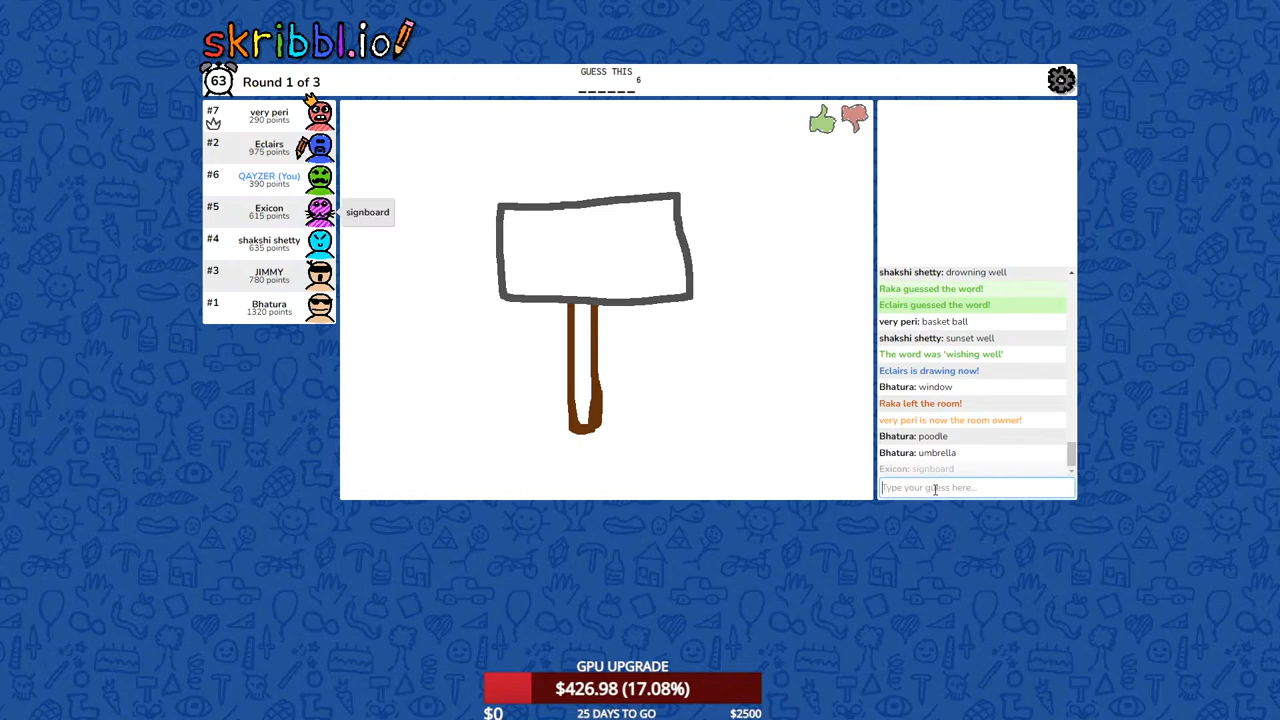 skribbl.io
63
Round 1 of 3
GUESS THIS
______ 6
#7
very peri
290 points
#2
Eclairs
975 points
#6
QAYZER (You)
390 points
#5
Exicon
615 points
signboard
#4
shakshi shetty
635 points
#3
JIMMY
780 points
#1
Bhatura
1320 points
shakshi shetty: drowning well
Raka guessed the word!
Eclairs guessed the word!
very peri: basket ball
shakshi shetty: sunset well
The word was 'wishing well'
Eclairs is drawing now!
Bhatura: window
Raka left the room!
very peri is now the room owner!
Bhatura: poodle
Bhatura: umbrella
Exicon: signboard
Type your guess here...
GPU UPGRADE
$426.98 (17.08%)
$0
25 DAYS TO GO
$2500